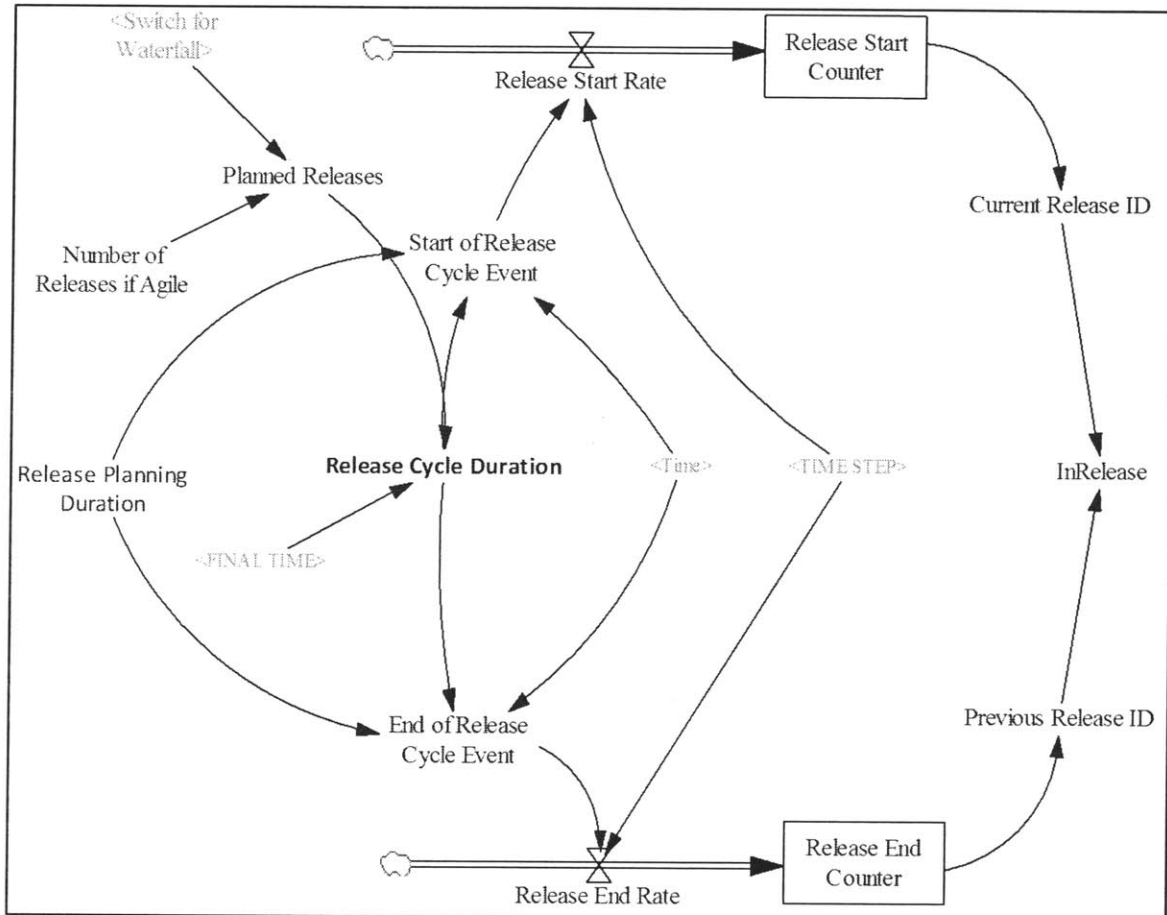 <Switch for
Waterfall>
Release Start
Counter
Release Start Rate
Planned Releases
Current Release ID
Number of
Releases if Agile
Start of Release
Cycle Event
Release Planning
Duration
Release Cycle Duration
<Time>
<TIME STEP>
InRelease
<FINAL TIME>
End of Release
Cycle Event
Previous Release ID
Release End
Counter
Release End Rate